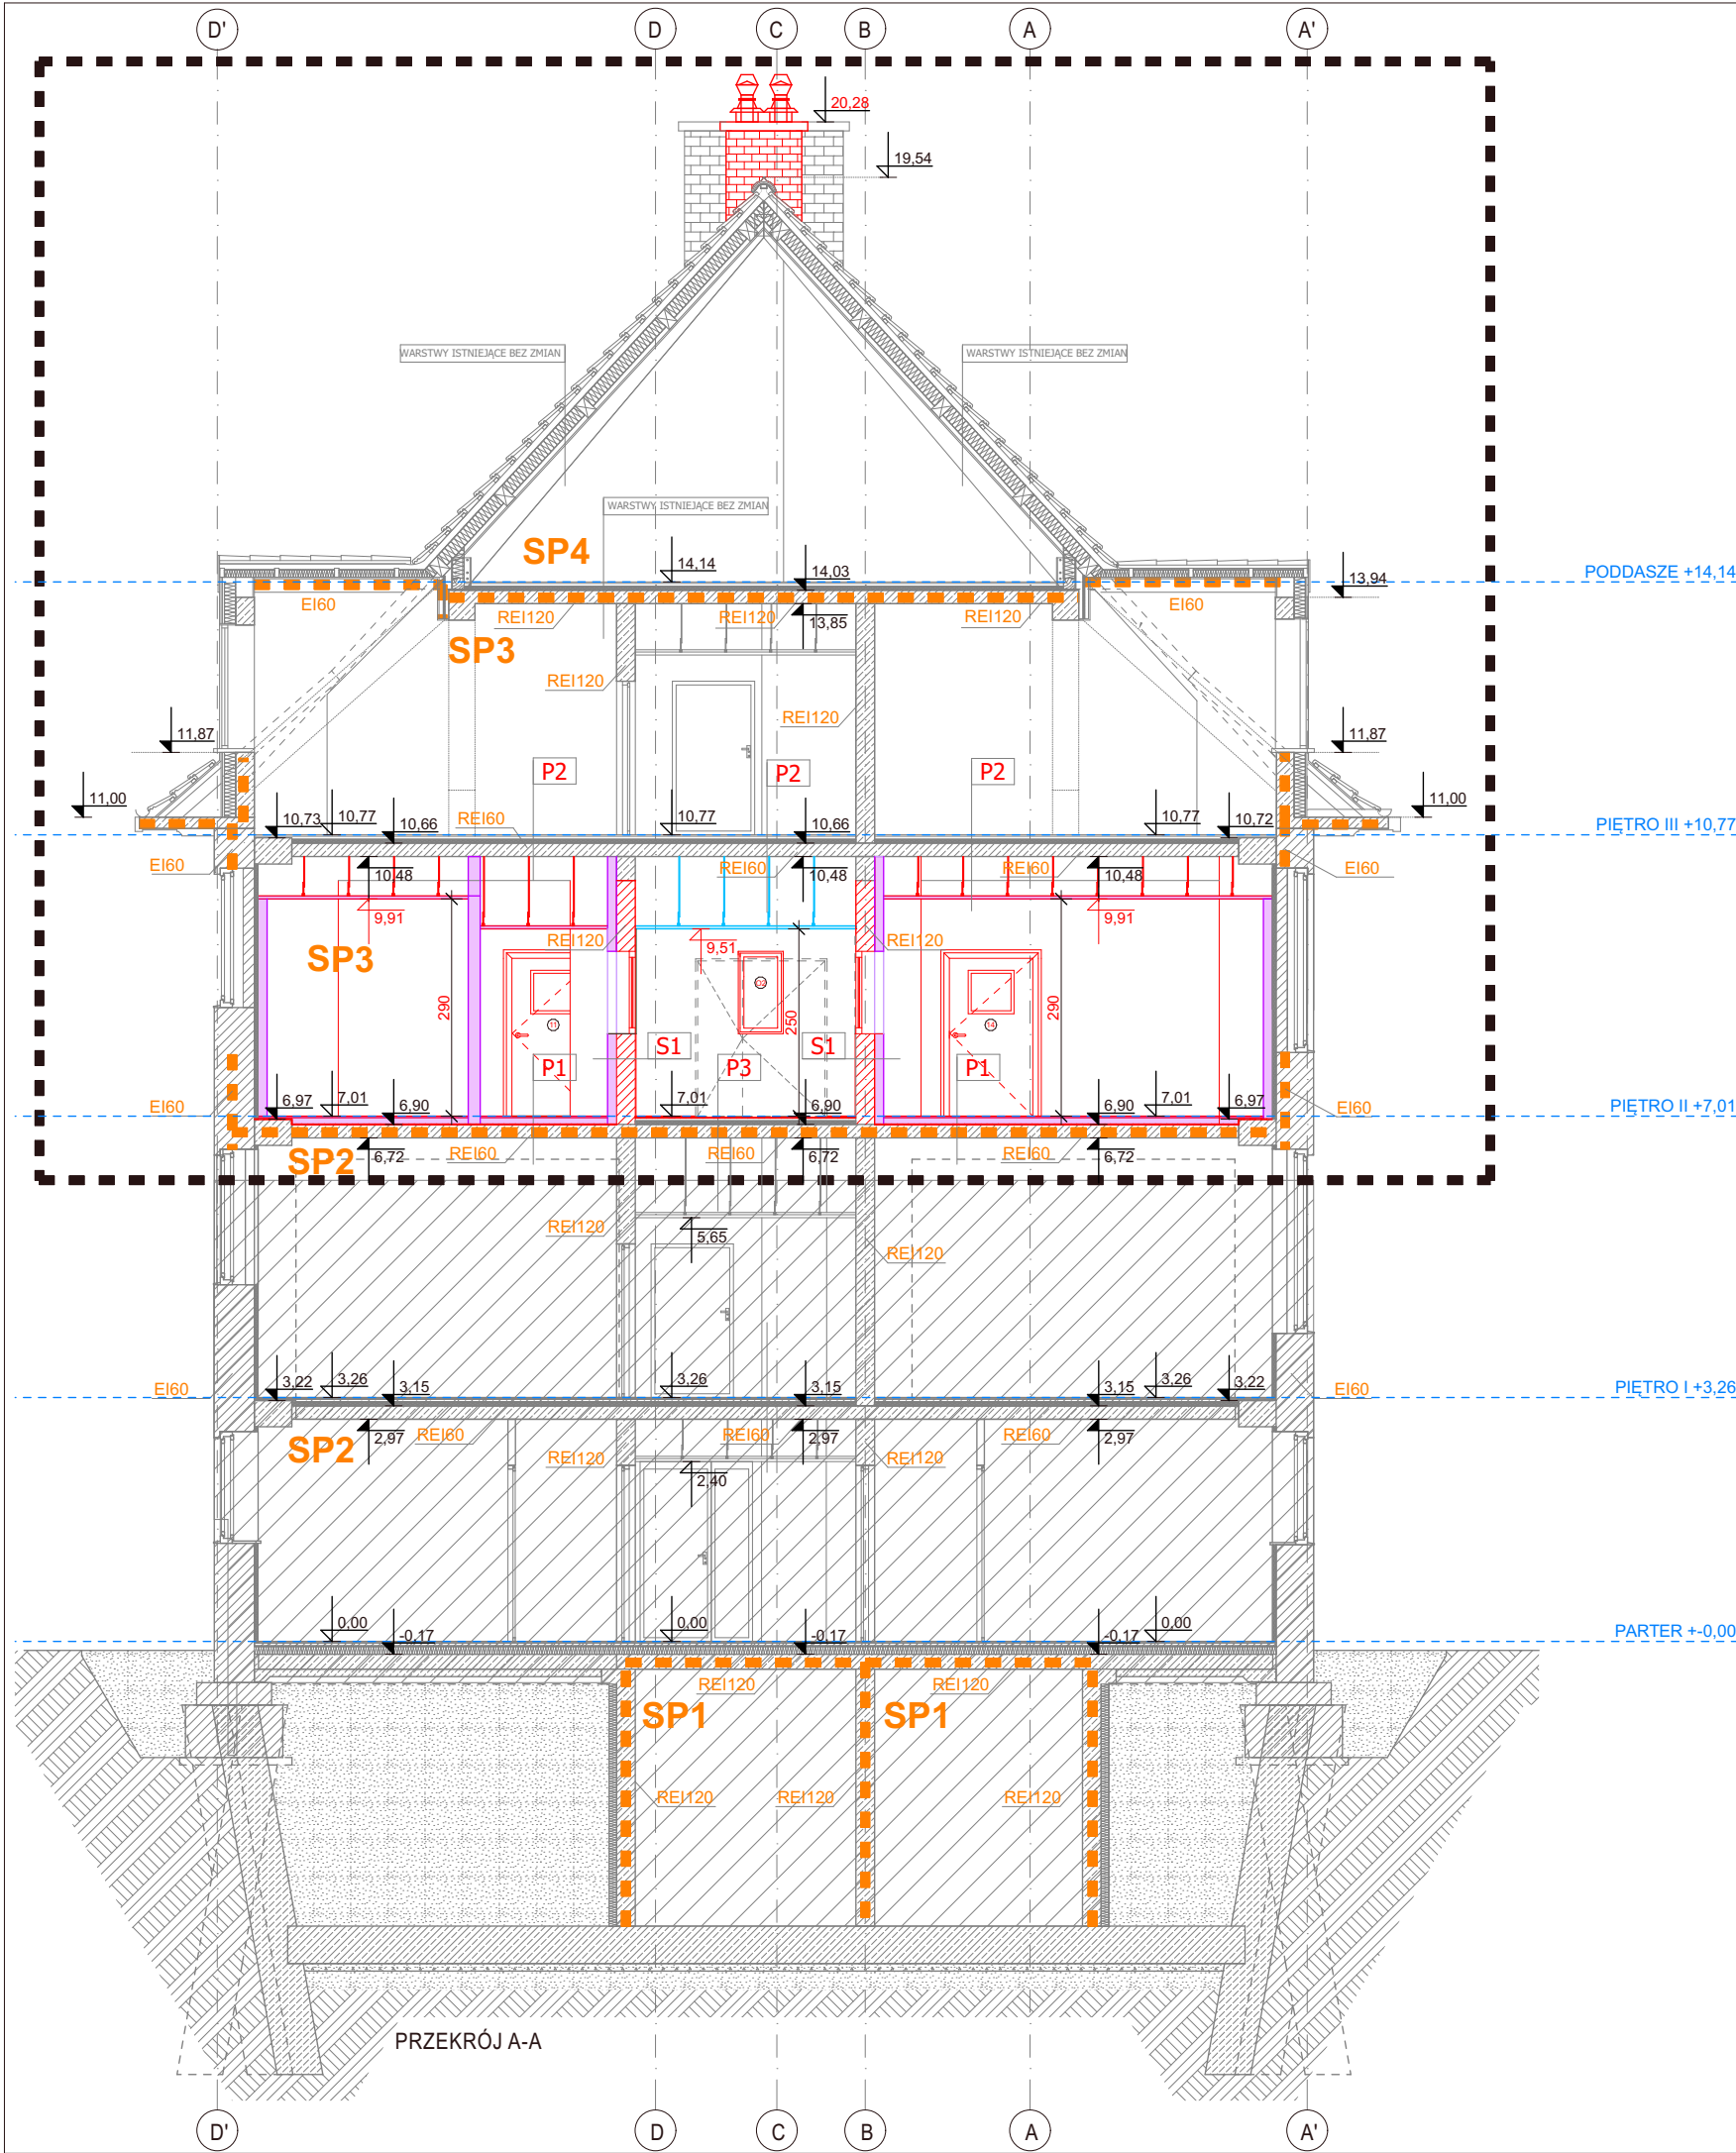 D' D C B A A'
20,28
19,54
WARSTWY ISTNIEJĄCE BEZ ZMIAN WARSTWY ISTNIEJĄCE BEZ ZMIAN
WARSTWY ISTNIEJĄCE BEZ ZMIAN
SP4 14,14 14,03 13,94 PODDASZE +14,14
EI60 REI120 REI120 13,85 REI120 EI60
SP3
REI120
REI120
11,87 11,87
P2 P2 P2
11,00 11,00
10,73 10,77 10,66 REI60 10,77 10,66 10,77 10,72 PIĘTRO III +10,77
EI60 10,48 REI60 10,48 REI60 10,48 EI60
9,91 9,91
REI120 9,51 REI120
SP3
290 11 02 250 14 290
S1 S1
P1 P3 P1
EI60 6,97 7,01 6,90 7,01 6,90 6,90 7,01 6,97 EI60 PIĘTRO II +7,01
SP2 6,72 REI60 REI60 6,72 REI60 6,72
REI120 5,65 REI120
EI60 3,22 3,26 3,15 3,26 3,15 3,15 3,26 3,22 EI60 PIĘTRO I +3,26
SP2 2,97 REI60 REI60 2,97 REI60 2,97
REI120 2,40 REI120
0,00 -0,17 0,00 -0,17 -0,17 0,00 PARTER +-0,00
REI120 REI120
SP1 SP1
REI120 REI120 REI120
PRZEKRÓJ A-A
D' D C B A A'